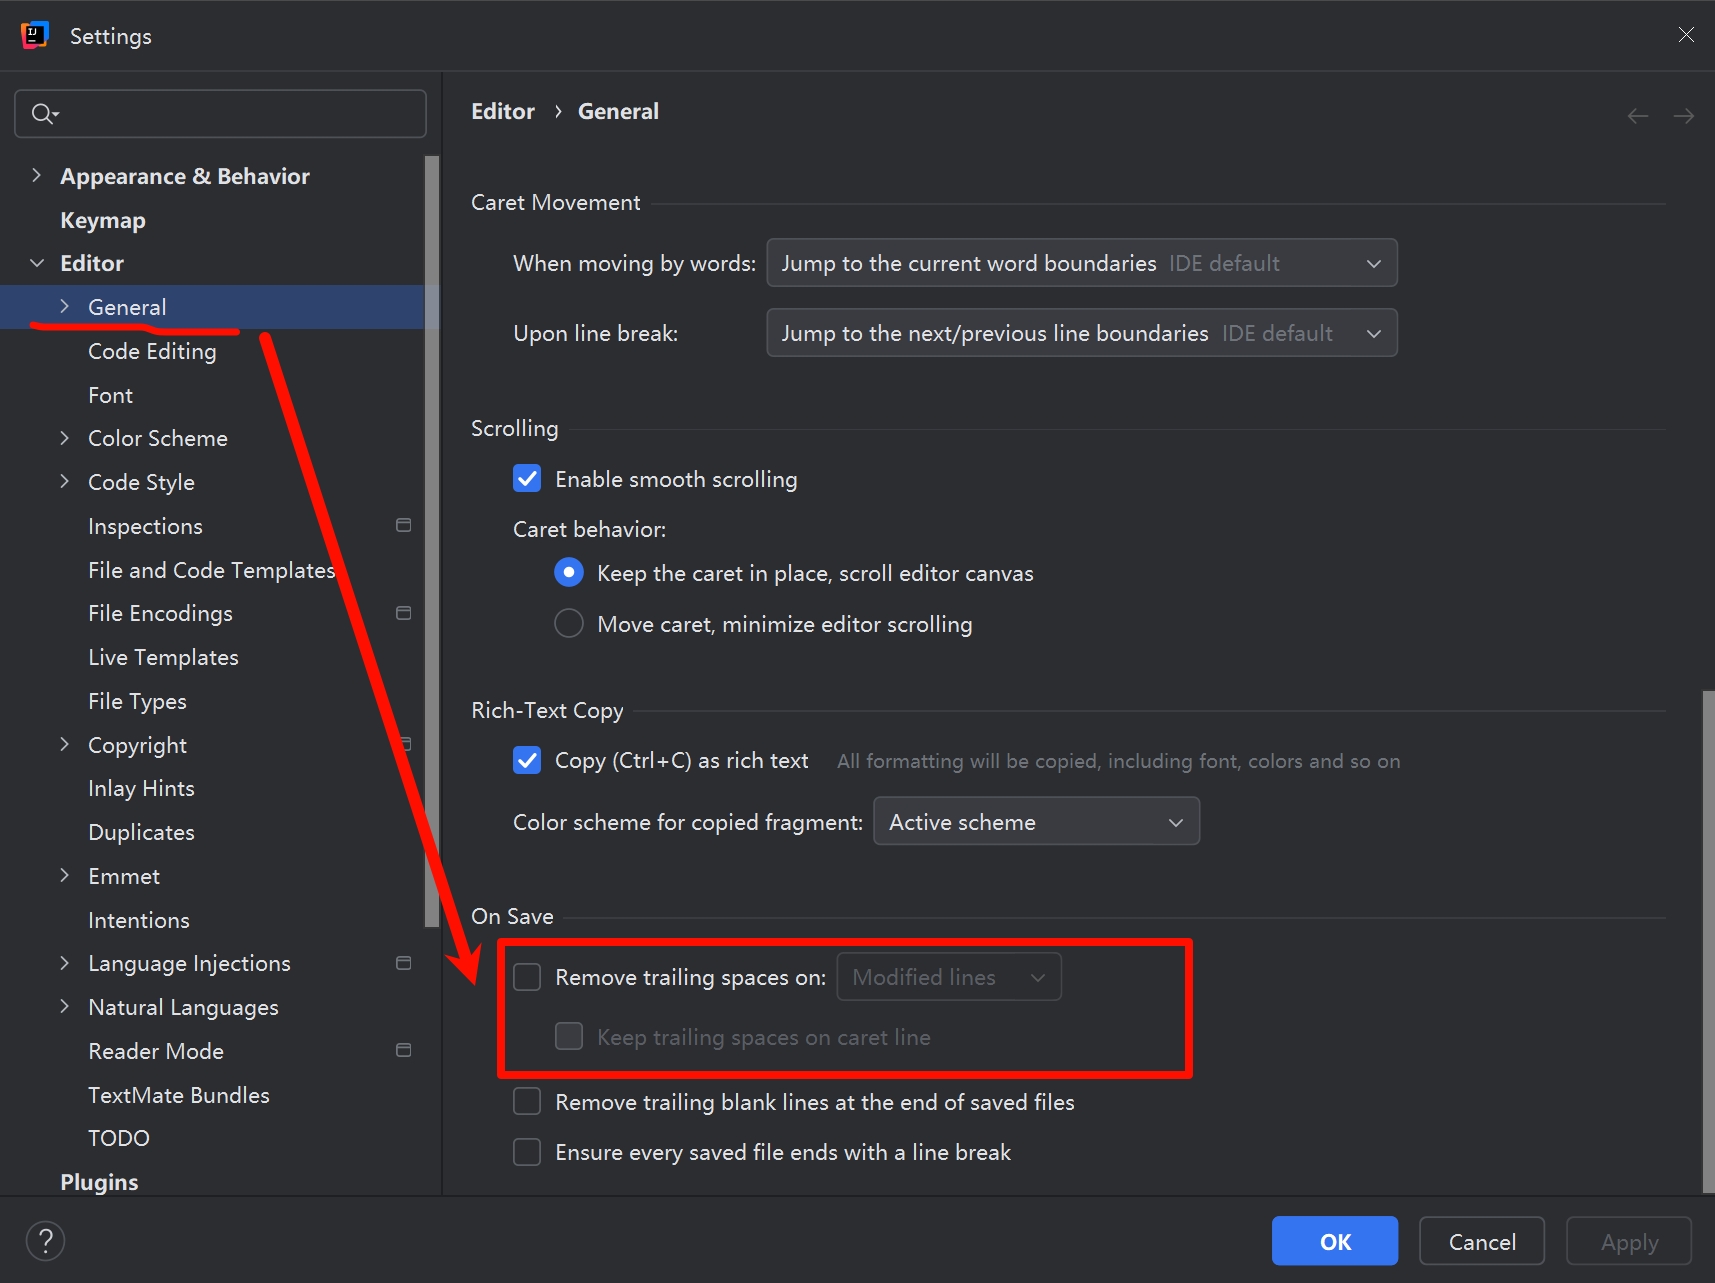 Settings
Appearance & Behavior
Keymap
Editor
General
Code Editing
Font
Color Scheme
Code Style
Inspections
File and Code Templates
File Encodings
Live Templates
File Types
Copyright
Inlay Hints
Duplicates
Emmet
Intentions
Language Injections
Natural Languages
Reader Mode
TextMate Bundles
TODO
Plugins
Editor › General
Caret Movement
When moving by words: Jump to the current word boundaries IDE default
Upon line break: Jump to the next/previous line boundaries IDE default
Scrolling
Enable smooth scrolling
Caret behavior:
Keep the caret in place, scroll editor canvas
Move caret, minimize editor scrolling
Rich-Text Copy
Copy (Ctrl+C) as rich text All formatting will be copied, including font, colors and so on
Color scheme for copied fragment: Active scheme
On Save
Remove trailing spaces on: Modified lines
Keep trailing spaces on caret line
Remove trailing blank lines at the end of saved files
Ensure every saved file ends with a line break
? OK Cancel Apply